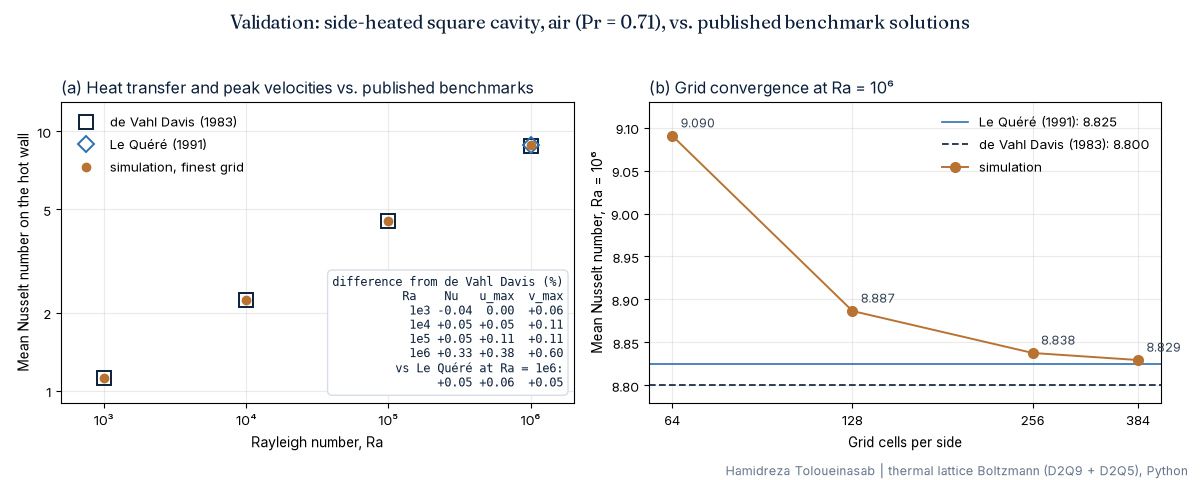 Validation: side-heated square cavity, air (Pr = 0.71), vs. published benchmark solutions
(a) Heat transfer and peak velocities vs. published benchmarks
Mean Nusselt number on the hot wall
10
5
2
1
de Vahl Davis (1983)
Le Quéré (1991)
simulation, finest grid
difference from de Vahl Davis (%)
Ra Nu u_max v_max
1e3 -0.04 0.00 +0.06
1e4 +0.05 +0.05 +0.11
1e5 +0.05 +0.11 +0.11
1e6 +0.33 +0.38 +0.60
vs Le Quéré at Ra = 1e6:
+0.05 +0.06 +0.05
10³ 10⁴ 10⁵ 10⁶
Rayleigh number, Ra
(b) Grid convergence at Ra = 10⁶
Mean Nusselt number, Ra = 10⁶
9.10
9.05
9.00
8.95
8.90
8.85
8.80
Le Quéré (1991): 8.825
de Vahl Davis (1983): 8.800
simulation
9.090
8.887
8.838
8.829
64 128 256 384
Grid cells per side
Hamidreza Toloueinasab | thermal lattice Boltzmann (D2Q9 + D2Q5), Python